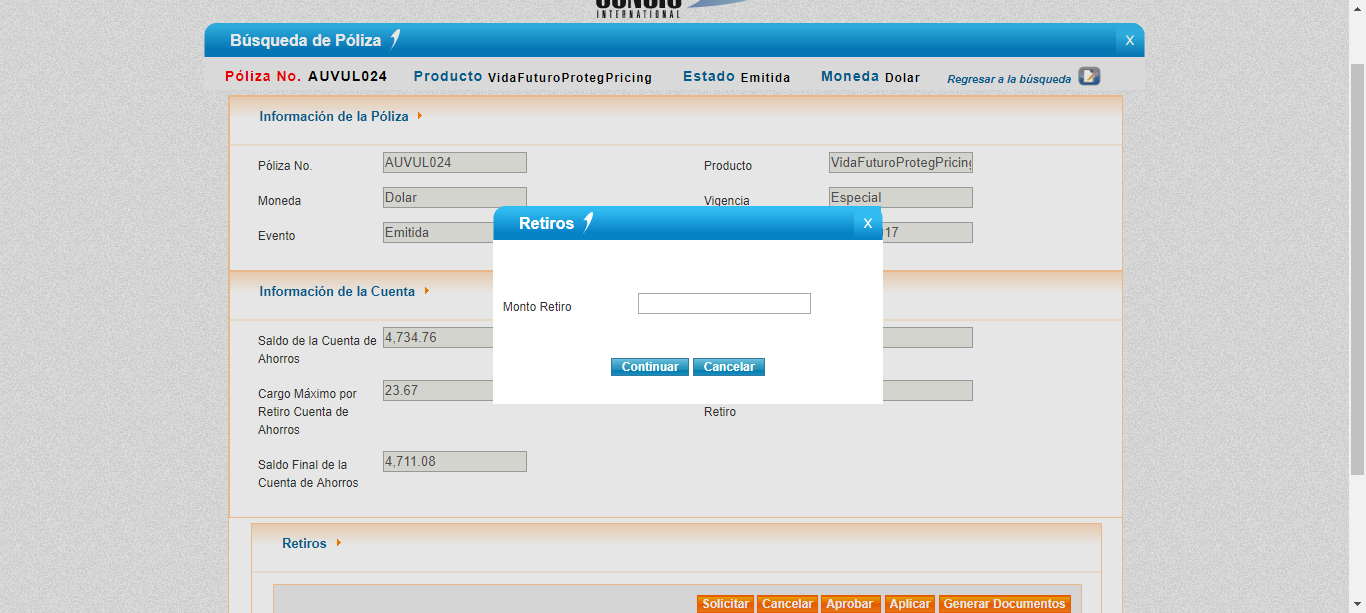 INTERNATIONAL
Búsqueda de Póliza X
Póliza No. AUVUL024 Producto VidaFuturoProtegPricing Estado Emitida Moneda Dolar Regresar a la búsqueda
Información de la Póliza
Póliza No. AUVUL024 Producto VidaFuturoProtegPricing
Moneda Dolar Vigencia Especial
Evento Emitida 17
Retiros X
Monto Retiro
Continuar Cancelar
Información de la Cuenta
Saldo de la Cuenta de Ahorros 4,734.76
Cargo Máximo por Retiro Cuenta de Ahorros 23.67 Retiro
Saldo Final de la Cuenta de Ahorros 4,711.08
Retiros
Solicitar Cancelar Aprobar Aplicar Generar Documentos